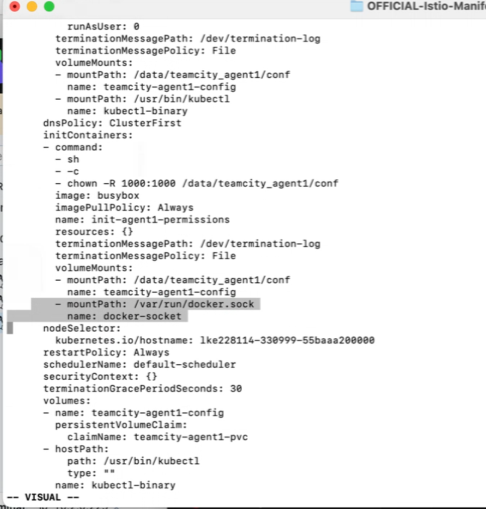 OFFICIAL-Istio-Manife
runAsUser: 0
terminationMessagePath: /dev/termination-log
terminationMessagePolicy: File
volumeMounts:
- mountPath: /data/teamcity_agent1/conf
name: teamcity-agent1-config
- mountPath: /usr/bin/kubectl
name: kubectl-binary
dnsPolicy: ClusterFirst
initContainers:
- command:
- sh
- -c
- chown -R 1000:1000 /data/teamcity_agent1/conf
image: busybox
imagePullPolicy: Always
name: init-agent1-permissions
resources: {}
terminationMessagePath: /dev/termination-log
terminationMessagePolicy: File
volumeMounts:
- mountPath: /data/teamcity_agent1/conf
name: teamcity-agent1-config
- mountPath: /var/run/docker.sock
name: docker-socket
nodeSelector:
kubernetes.io/hostname: lke228114-330999-55baaa200000
restartPolicy: Always
schedulerName: default-scheduler
securityContext: {}
terminationGracePeriodSeconds: 30
volumes:
- name: teamcity-agent1-config
persistentVolumeClaim:
claimName: teamcity-agent1-pvc
- hostPath:
path: /usr/bin/kubectl
type: ""
name: kubectl-binary
-- VISUAL --